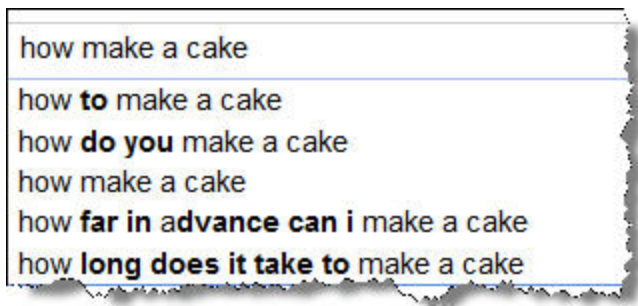 how make a cake
how to make a cake
how do you make a cake
how make a cake
how far in advance can i make a cake
how long does it take to make a cake